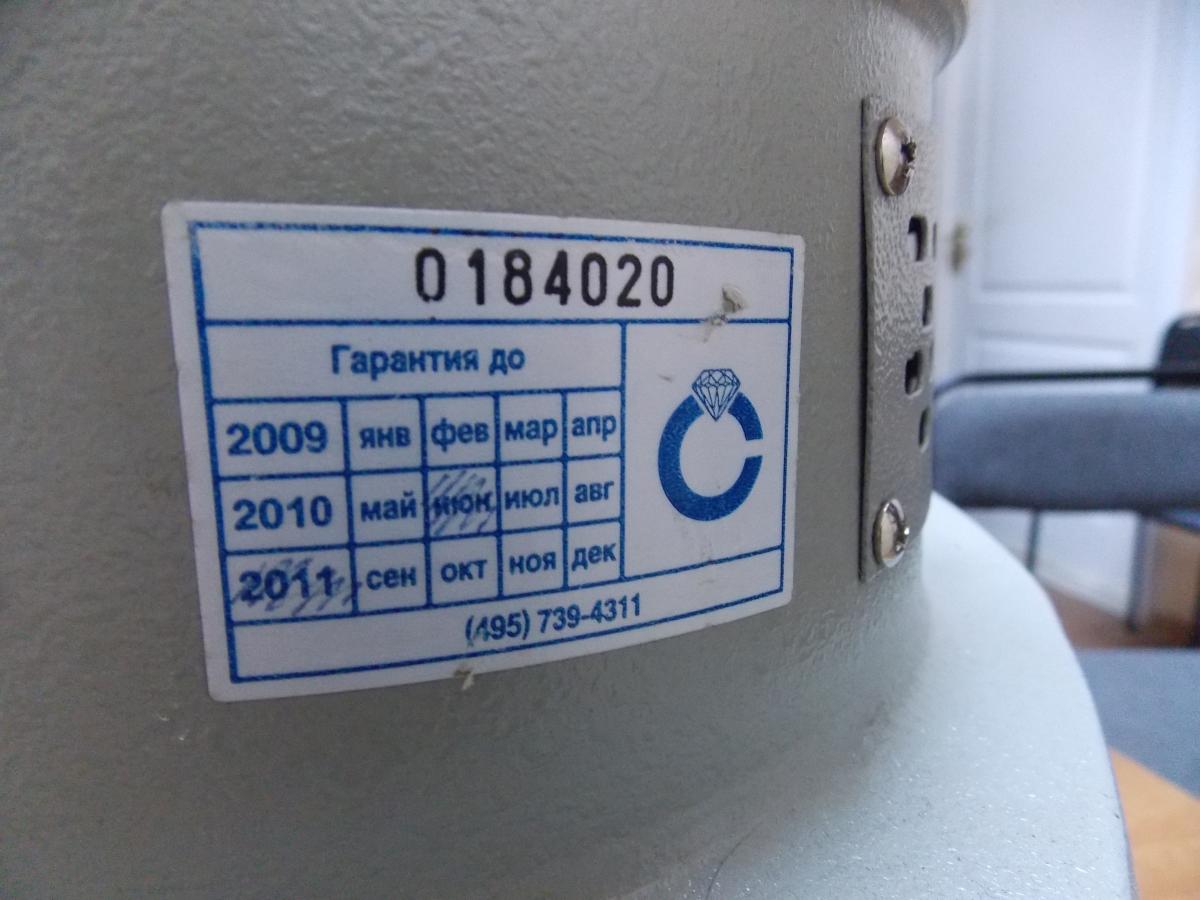 0184020
Гарантия до
2009 янв фев мар апр
2010 май июн июл авг
2011 сен окт ноя дек
(495) 739-4311